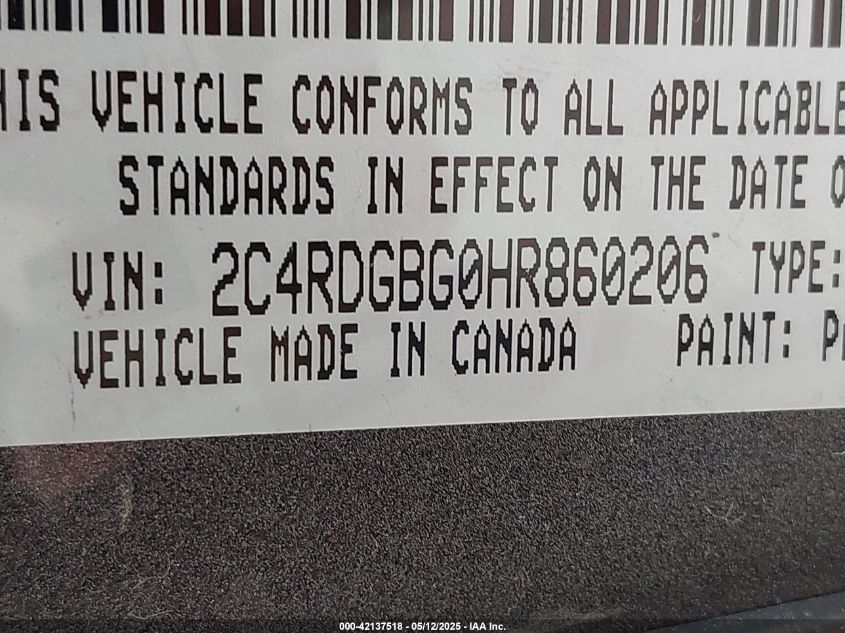 THIS VEHICLE CONFORMS TO ALL APPLICABLE
STANDARDS IN EFFECT ON THE DATE
VIN: 2C4RDGBG0HR860206 TYPE:
VEHICLE MADE IN CANADA PAINT:
000-42137518 - 05/12/2025 - IAA Inc.